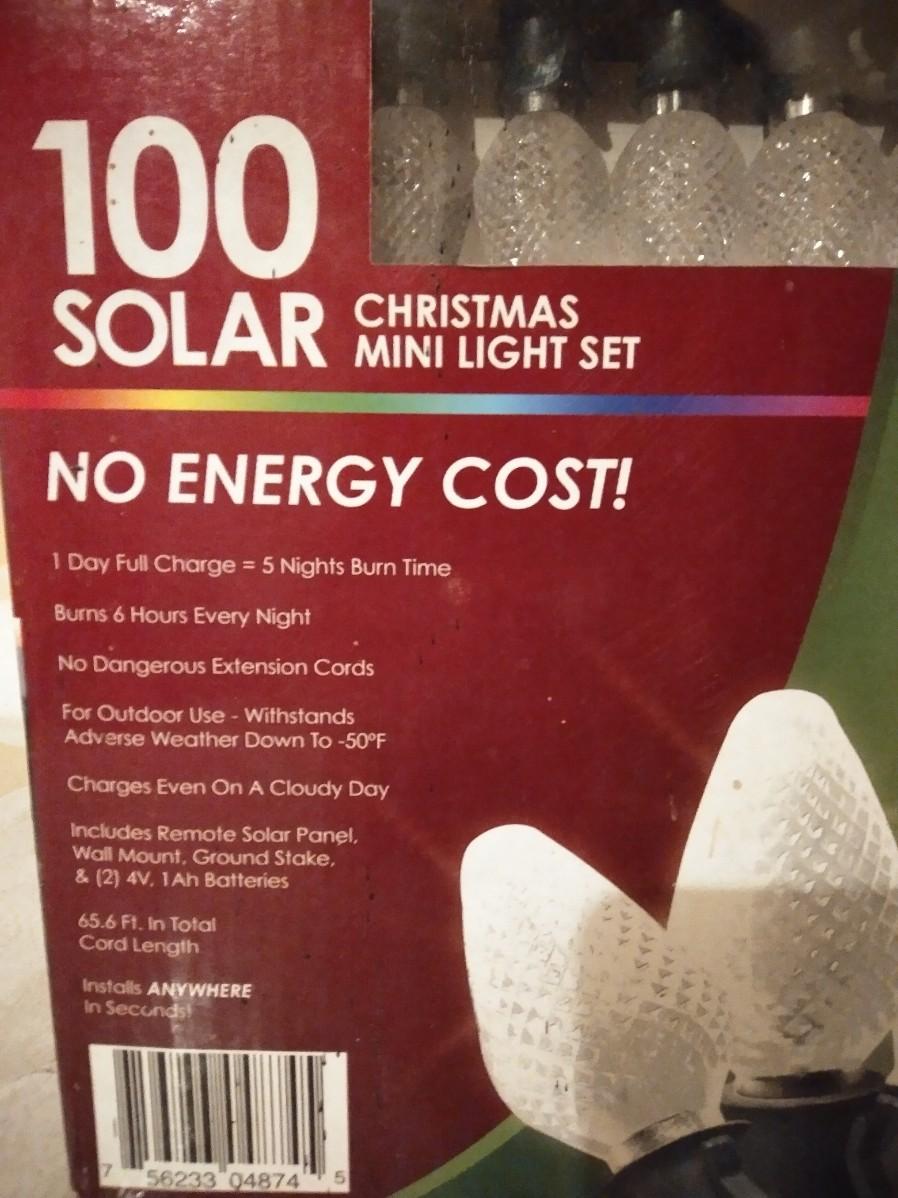 100
SOLAR CHRISTMAS
MINI LIGHT SET
NO ENERGY COST!
1 Day Full Charge = 5 Nights Burn Time
Burns 6 Hours Every Night
No Dangerous Extension Cords
For Outdoor Use - Withstands
Adverse Weather Down To -50ºF
Charges Even On A Cloudy Day
Includes Remote Solar Panel,
Wall Mount, Ground Stake,
& (2) 4V, 1Ah Batteries
65.6 Ft. In Total
Cord Length
Installs ANYWHERE
In Seconds!
7 56233 04874 5